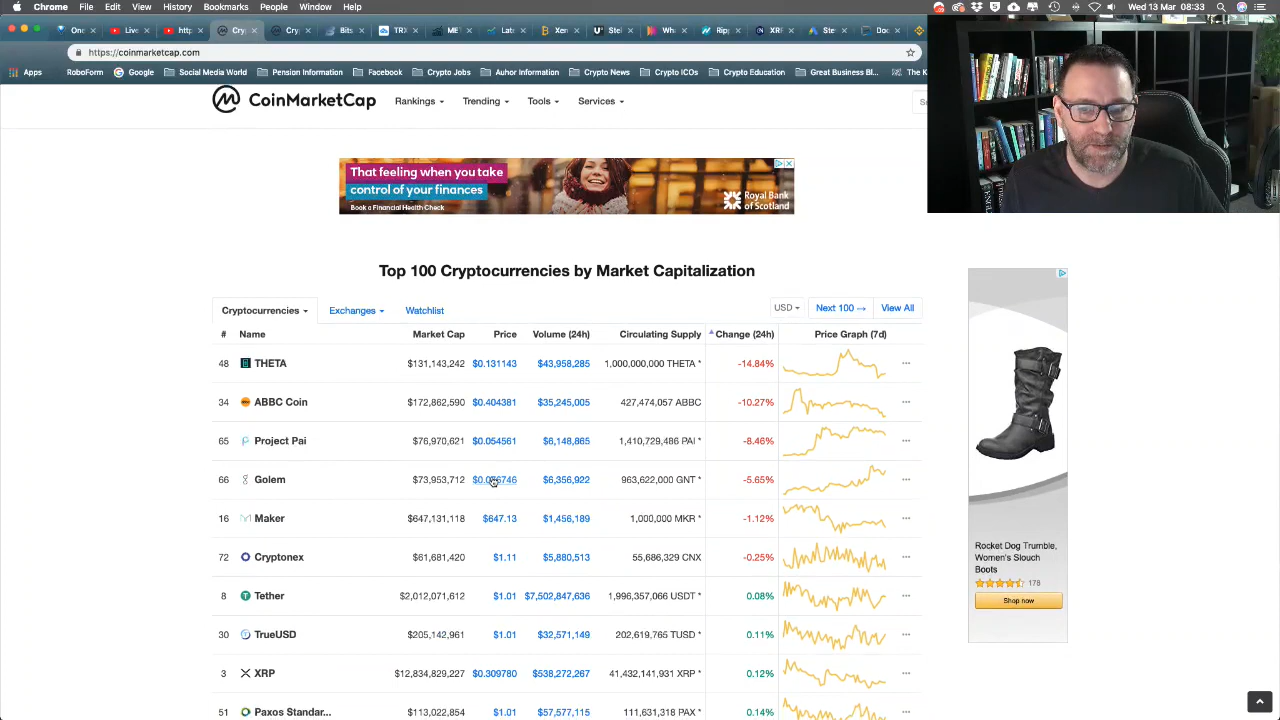 Chrome File Edit View History Bookmarks People Window Help
Wed 13 Mar 08:33
https://coinmarketcap.com
Apps RoboForm Google Social Media World Pension Information Facebook Crypto Jobs Auhor Information Crypto News Crypto ICOs Crypto Education Great Business Bl...
CoinMarketCap Rankings Trending Tools Services
That feeling when you take
control of your finances
Book a Financial Health Check
Royal Bank
of Scotland
Top 100 Cryptocurrencies by Market Capitalization
Cryptocurrencies Exchanges Watchlist USD Next 100 → View All
# Name Market Cap Price Volume (24h) Circulating Supply Change (24h) Price Graph (7d)
48 THETA $131,143,242 $0.131143 $43,958,285 1,000,000,000 THETA * -14.84%
34 ABBC Coin $172,862,590 $0.404381 $35,245,005 427,474,057 ABBC -10.27%
65 Project Pai $76,970,621 $0.054561 $6,148,865 1,410,729,486 PAI * -8.46%
66 Golem $73,953,712 $6,356,922 963,622,000 GNT * -5.65%
16 Maker $647,131,118 $647.13 $1,456,189 1,000,000 MKR * -1.12%
72 Cryptonex $61,681,420 $1.11 $5,880,513 55,686,329 CNX -0.25%
8 Tether $2,012,071,612 $1.01 $7,502,847,636 1,996,357,066 USDT * 0.08%
30 TrueUSD $205,142,961 $1.01 $32,571,149 202,619,765 TUSD * 0.11%
3 XRP $12,834,829,227 $0.309780 $538,272,267 41,432,141,931 XRP * 0.12%
51 Paxos Standar... $113,022,854 $1.01 $57,577,115 111,631,318 PAX * 0.14%
Rocket Dog Trumble,
Women's Slouch
Boots
178
Shop now